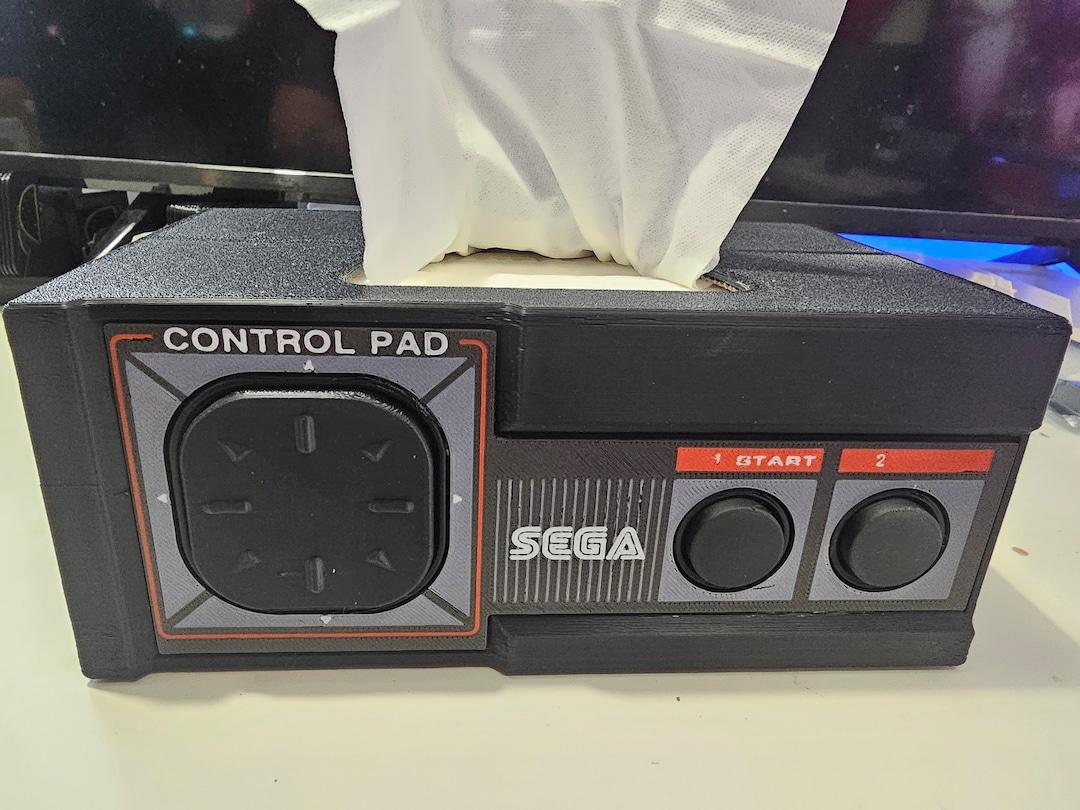 CONTROL PAD
1 START
2
SEGA